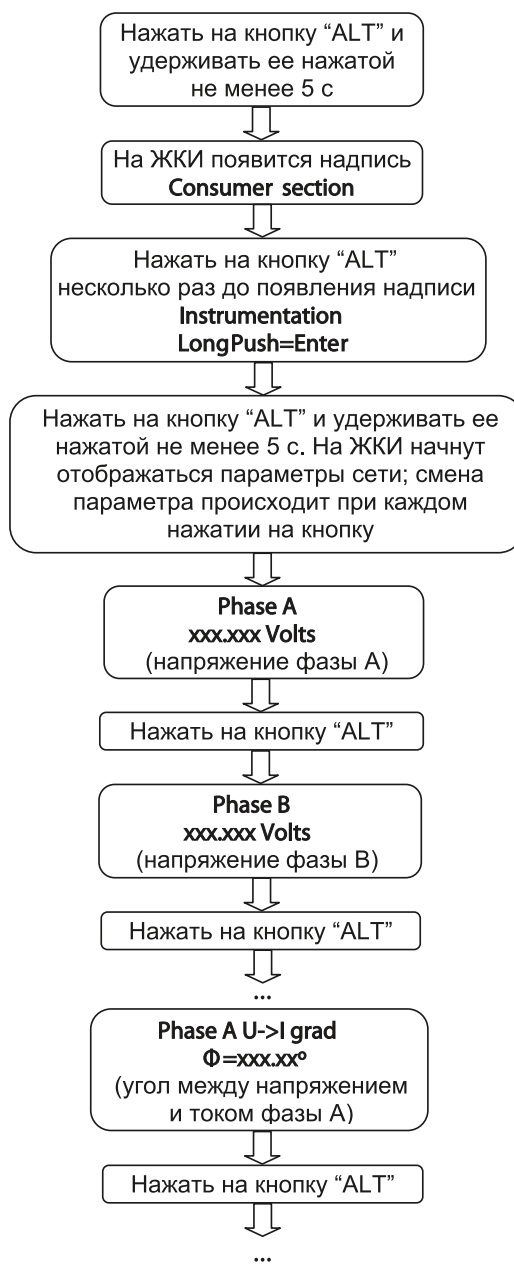 Нажать на кнопку “ALT” и
удерживать ее нажатой
не менее 5 с
На ЖКИ появится надпись
Consumer section
Нажать на кнопку “ALT”
несколько раз до появления надписи
Instrumentation
LongPush=Enter
Нажать на кнопку “ALT” и удерживать ее
нажатой не менее 5 с. На ЖКИ начнут
отображаться параметры сети; смена
параметра происходит при каждом
нажатии на кнопку
Phase A
xxx.xxx Volts
(напряжение фазы А)
Нажать на кнопку “ALT”
Phase B
xxx.xxx Volts
(напряжение фазы В)
Нажать на кнопку “ALT”
...
Phase A U->I grad
Φ=xxx.xxº
(угол между напряжением
и током фазы А)
Нажать на кнопку “ALT”
...